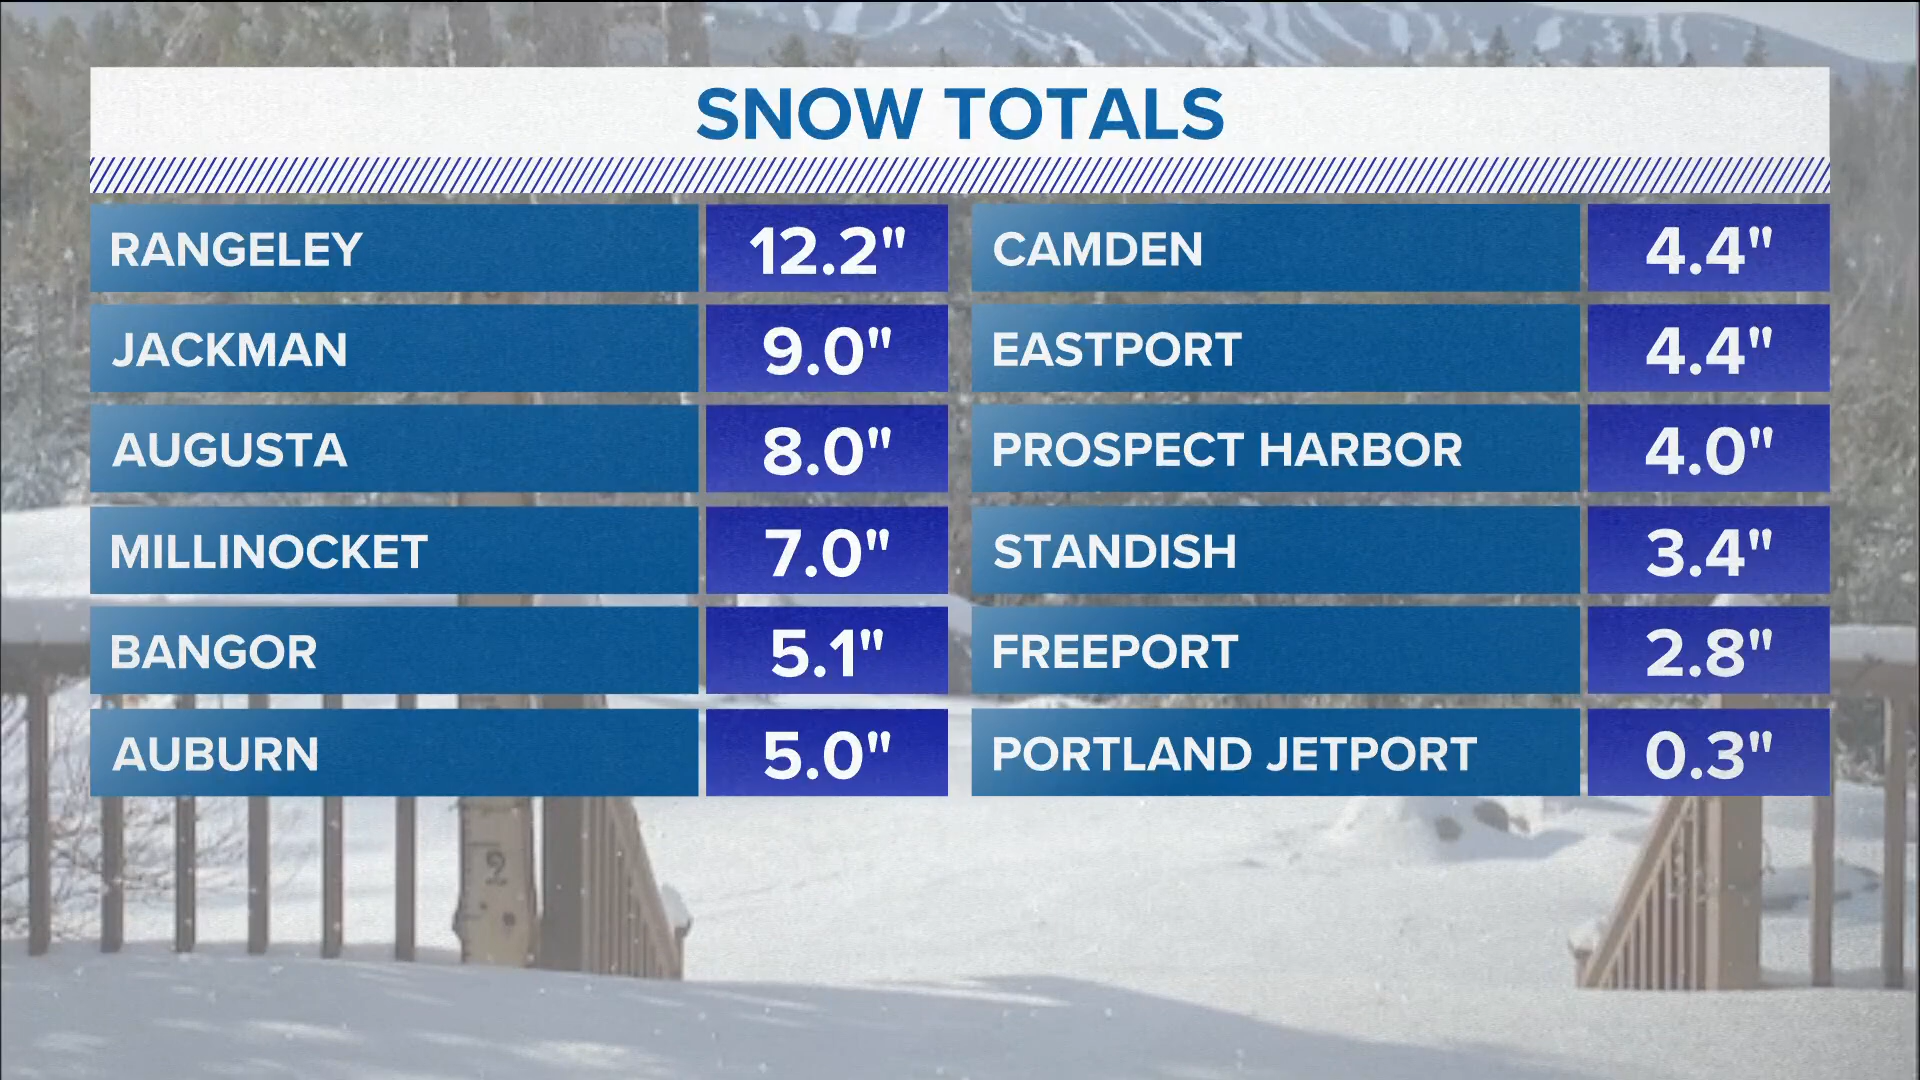 SNOW TOTALS
RANGELEY 12.2"
JACKMAN 9.0"
AUGUSTA 8.0"
MILLINOCKET 7.0"
BANGOR 5.1"
AUBURN 5.0"
CAMDEN 4.4"
EASTPORT 4.4"
PROSPECT HARBOR 4.0"
STANDISH 3.4"
FREEPORT 2.8"
PORTLAND JETPORT 0.3"
2